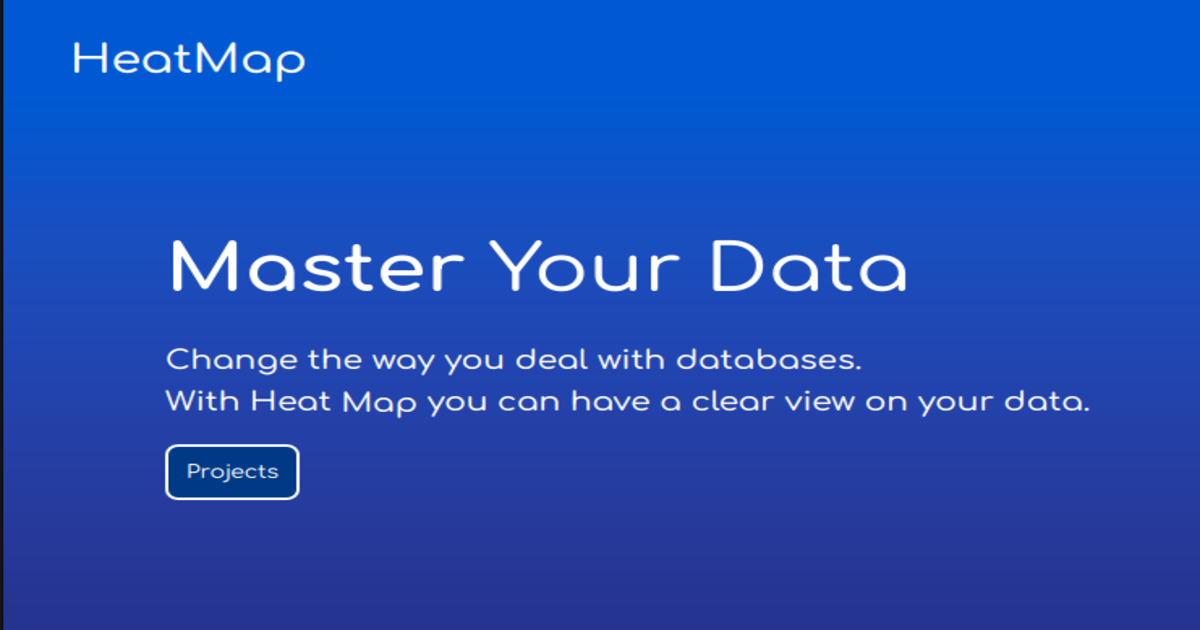 HeatMap
Master Your Data
Change the way you deal with databases.
With Heat Map you can have a clear view on your data.
Projects